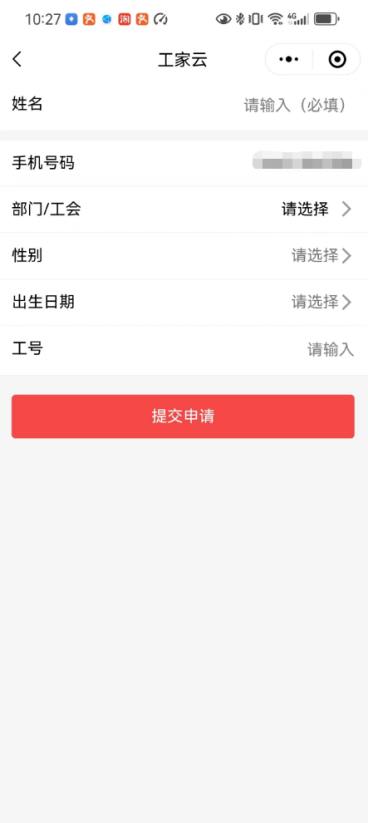 10:27
4G
工家云
姓名 请输入（必填）
手机号码
部门/工会 请选择
性别 请选择
出生日期 请选择
工号 请输入
提交申请